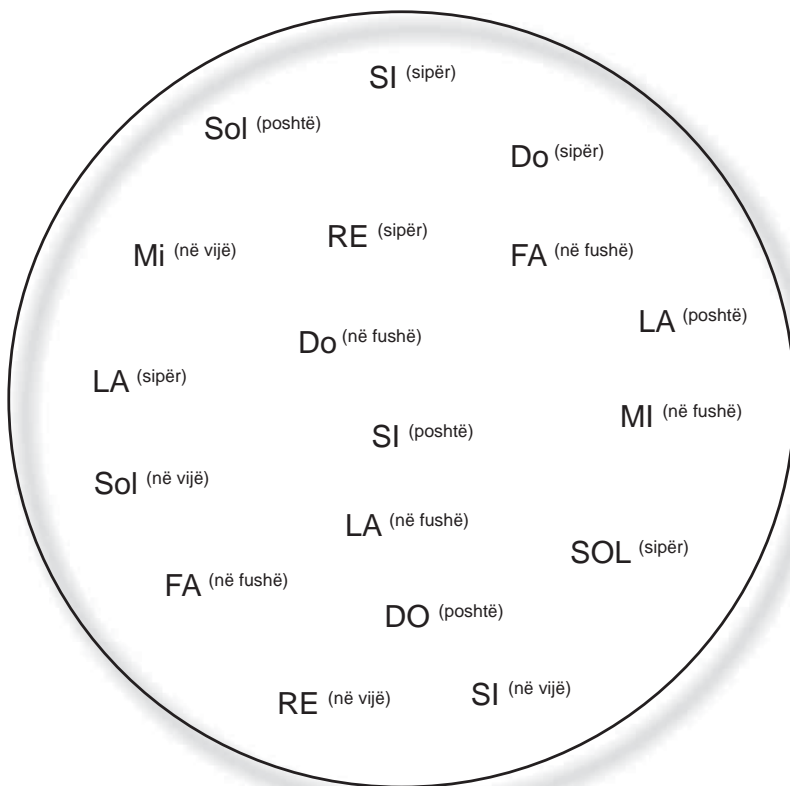 SI (sipër)
Sol (poshtë)
Do (sipër)
RE (sipër)
Mi (në vijë)
FA (në fushë)
LA (poshtë)
Do (në fushë)
LA (sipër)
MI (në fushë)
SI (poshtë)
Sol (në vijë)
LA (në fushë)
SOL (sipër)
FA (në fushë)
DO (poshtë)
RE (në vijë)
SI (në vijë)